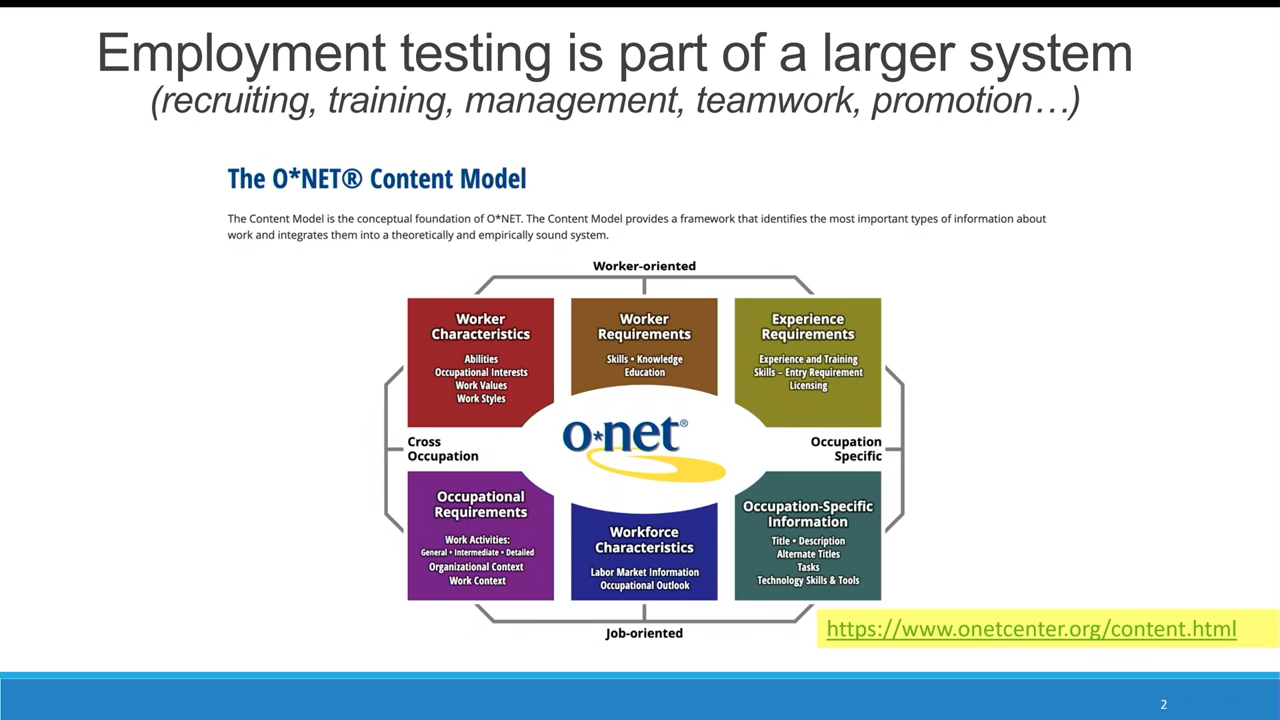 Employment testing is part of a larger system
(recruiting, training, management, teamwork, promotion…)
The O*NET® Content Model
The Content Model is the conceptual foundation of O*NET. The Content Model provides a framework that identifies the most important types of information about
work and integrates them into a theoretically and empirically sound system.
Worker-oriented
Worker
Characteristics
Abilities
Occupational Interests
Work Values
Work Styles
Worker
Requirements
Skills • Knowledge
Education
Experience
Requirements
Experience and Training
Skills – Entry Requirement
Licensing
Cross
Occupation
o*net®
Occupation
Specific
Occupational
Requirements
Work Activities:
General • Intermediate • Detailed
Organizational Context
Work Context
Workforce
Characteristics
Labor Market Information
Occupational Outlook
Occupation-Specific
Information
Title • Description
Alternate Titles
Tasks
Technology Skills & Tools
Job-oriented
https://www.onetcenter.org/content.html
2